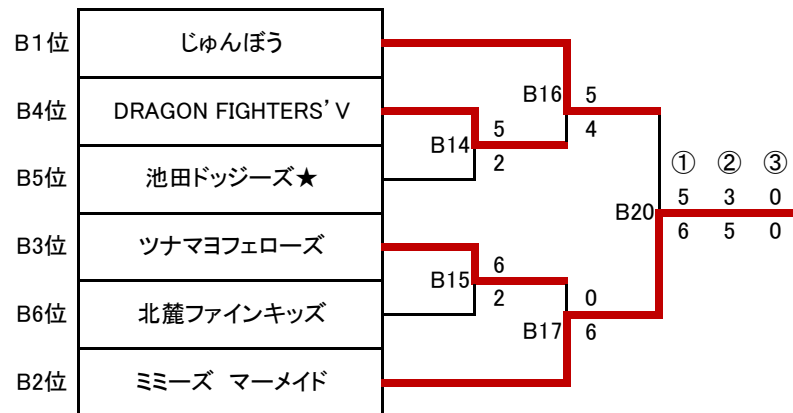 B1位 じゅんぼう
B16 5
4
B4位 DRAGON FIGHTERS’V
B14 5
2
B5位 池田ドッジーズ★
① ② ③
5 3 0
B20
6 5 0
B3位 ツナマヨフェローズ
B15 6
2
B6位 北麓ファインキッズ
0
B17 6
B2位 ミミーズ マーメイド